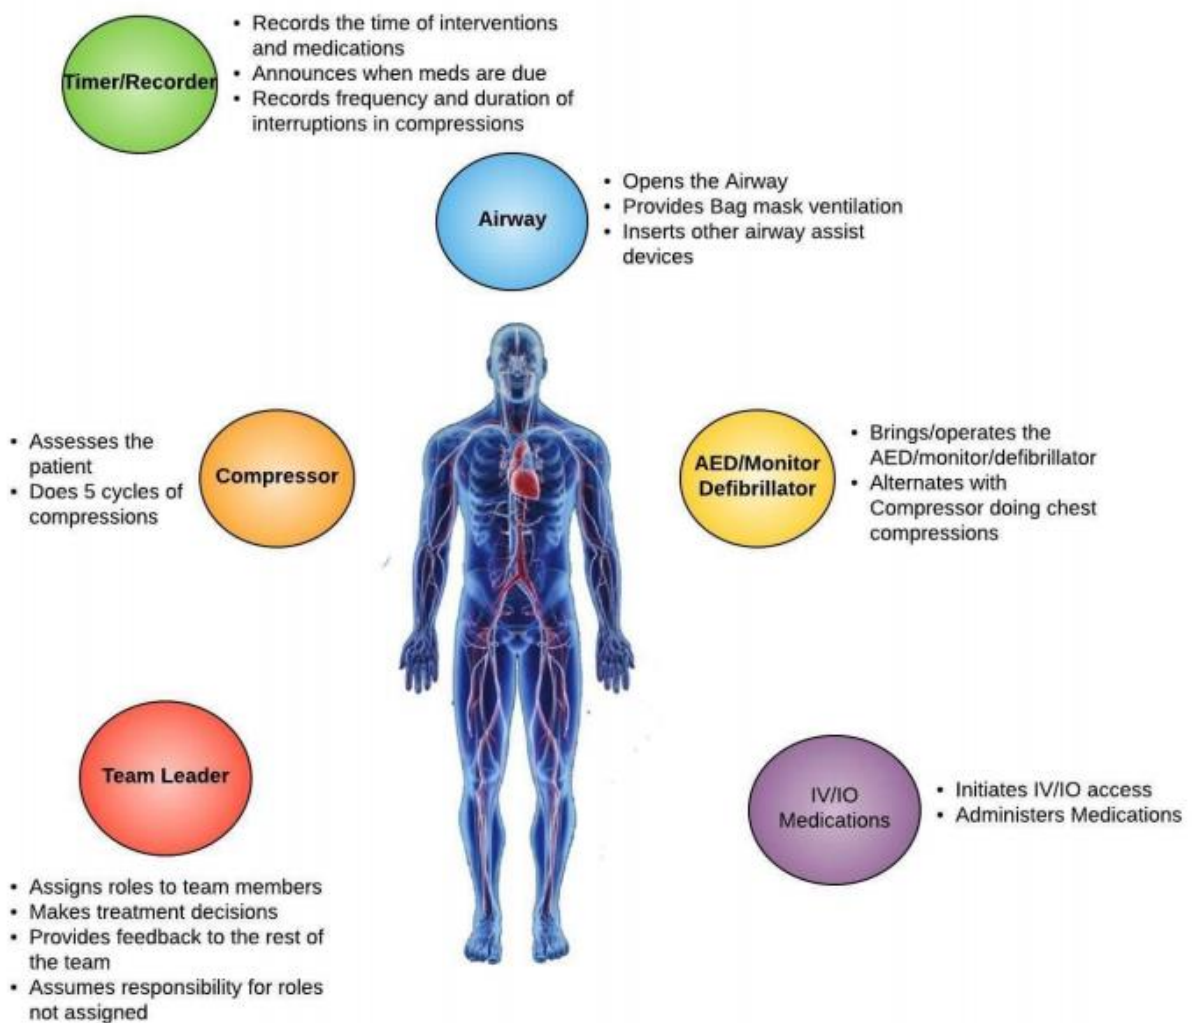 Timer/Recorder
• Records the time of interventions
and medications
• Announces when meds are due
• Records frequency and duration of
interruptions in compressions
Airway
• Opens the Airway
• Provides Bag mask ventilation
• Inserts other airway assist
devices
• Assesses the
patient
• Does 5 cycles of
compressions
Compressor
AED/Monitor
Defibrillator
• Brings/operates the
AED/monitor/defibrillator
• Alternates with
Compressor doing chest
compressions
Team Leader
• Assigns roles to team members
• Makes treatment decisions
• Provides feedback to the rest of
the team
• Assumes responsibility for roles
not assigned
IV/IO
Medications
• Initiates IV/IO access
• Administers Medications